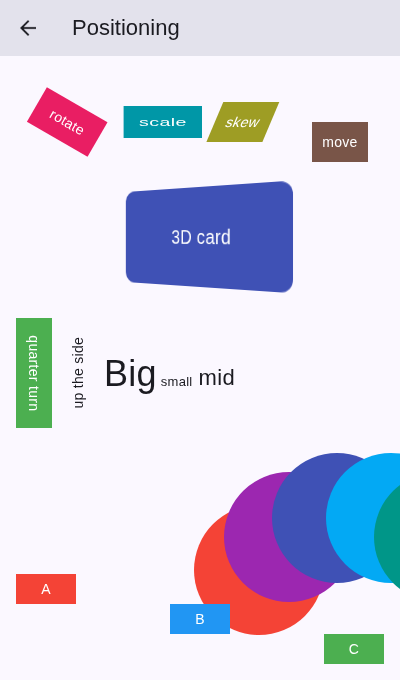 Positioning
rotate
scale
skew
move
3D card
quarter turn
up the side
Big small mid
A
B
C